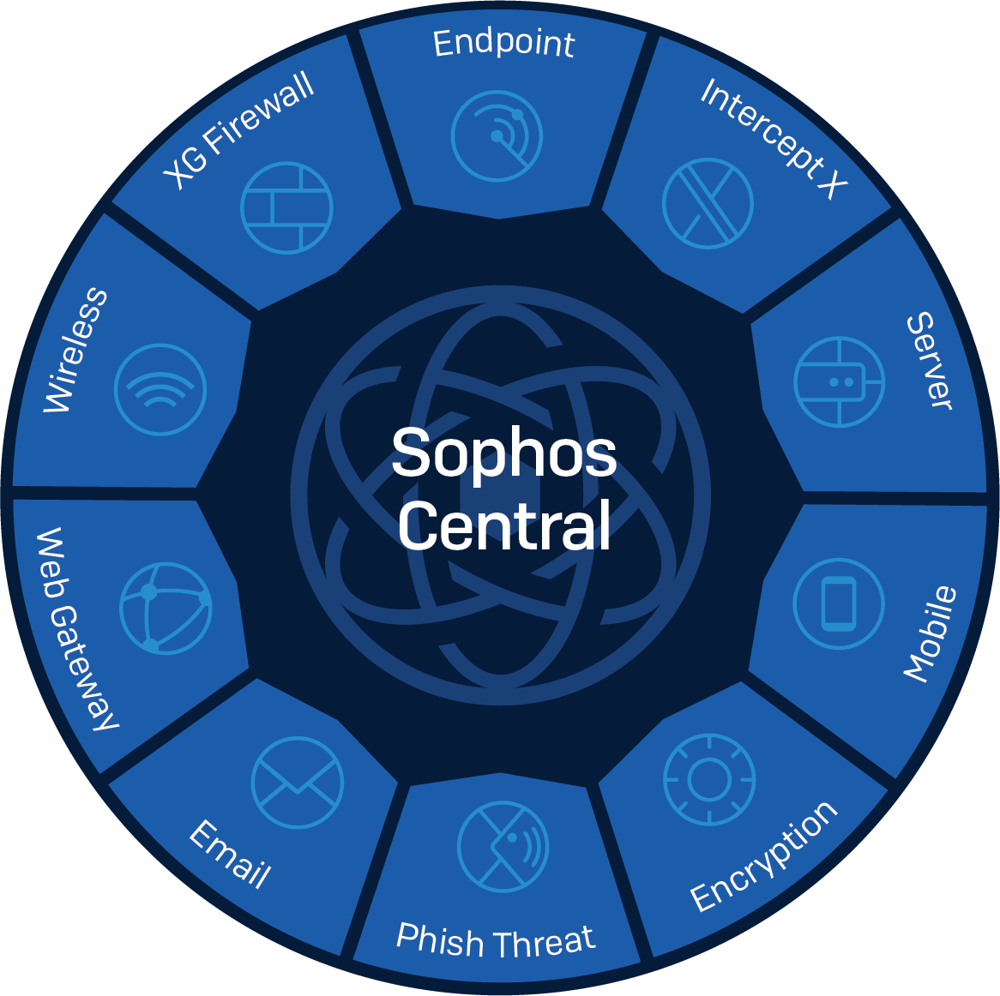 Endpoint
Intercept X
Server
Mobile
Encryption
Phish Threat
Email
Web Gateway
Wireless
XG Firewall
Sophos
Central